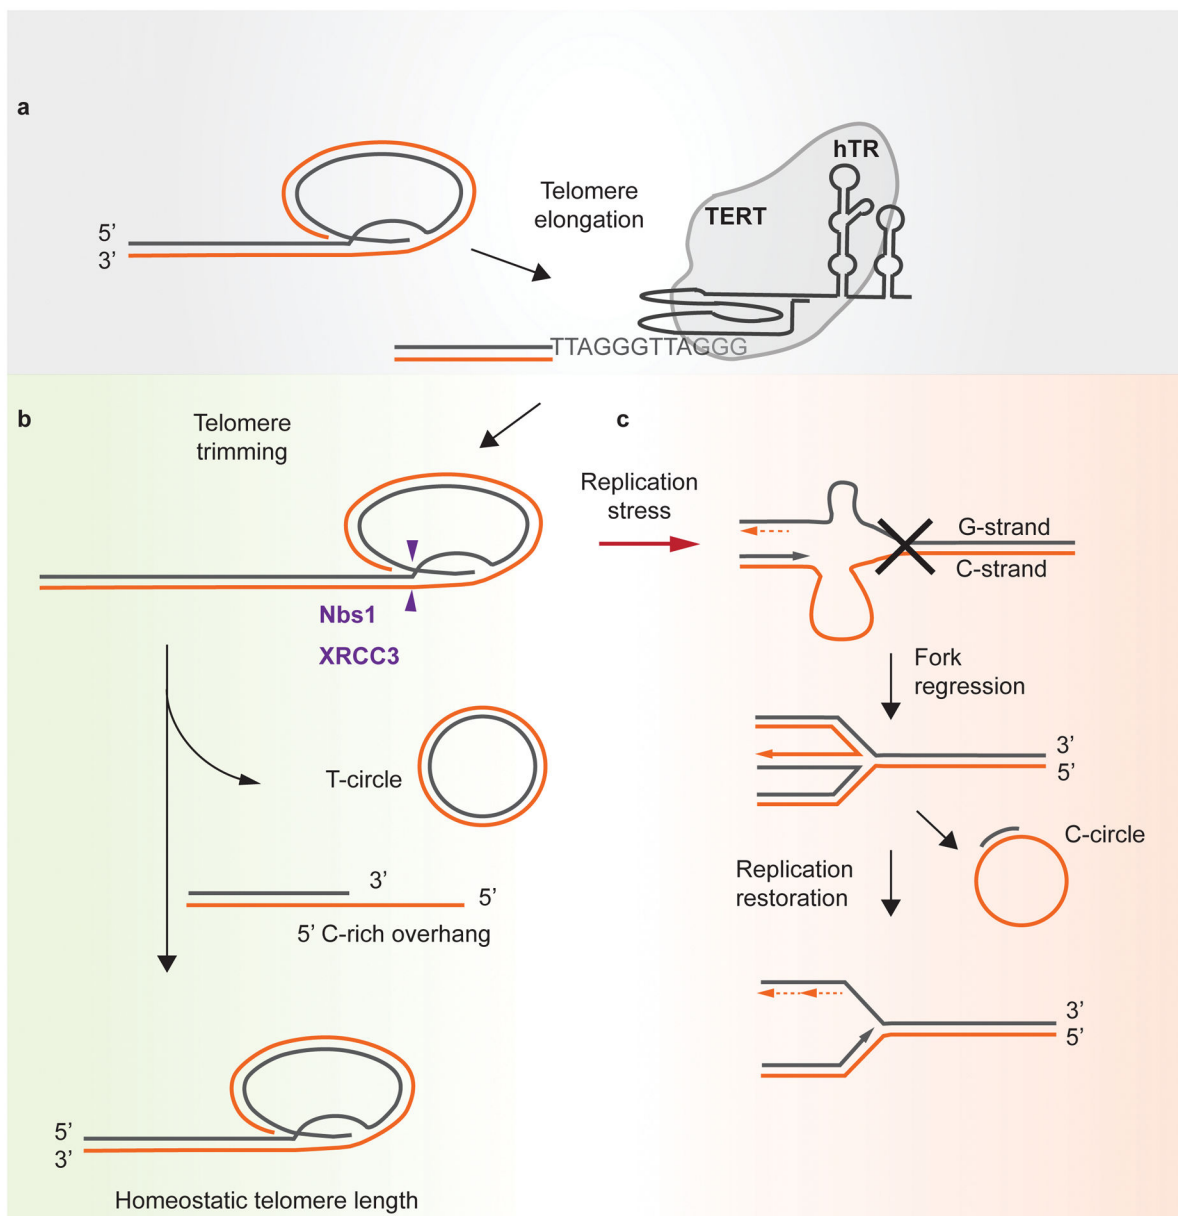 a
Telomere
elongation
hTR
TERT
5’
3’
TTAGGGTTAGGG
b
Telomere
trimming
Nbs1
XRCC3
T-circle
3’
5’
5’ C-rich overhang
5’
3’
Homeostatic telomere length
c
Replication
stress
G-strand
C-strand
Fork
regression
3’
5’
C-circle
Replication
restoration
3’
5’